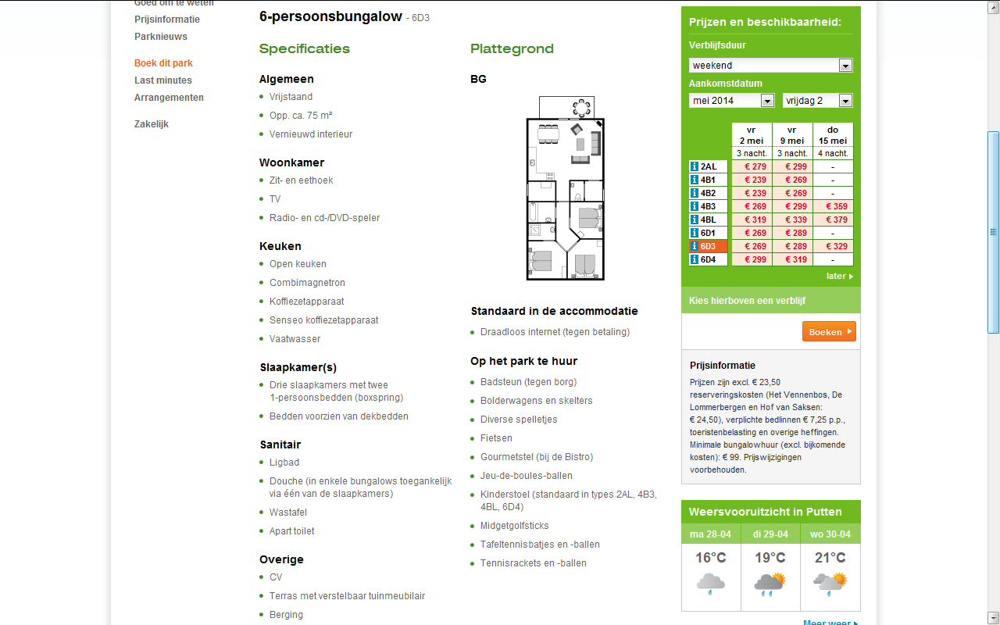 Goed om te weten
Prijsinformatie
Parknieuws
Boek dit park
Last minutes
Arrangementen
Zakelijk
6-persoonsbungalow - 6D3
Specificaties
Algemeen
Vrijstaand
Opp. ca. 75 m²
Vernieuwd interieur
Woonkamer
Zit- en eethoek
TV
Radio- en cd-/DVD-speler
Keuken
Open keuken
Combimagnetron
Koffiezetapparaat
Senseo koffiezetapparaat
Vaatwasser
Slaapkamer(s)
Drie slaapkamers met twee
1-persoonsbedden (boxspring)
Bedden voorzien van dekbedden
Sanitair
Ligbad
Douche (in enkele bungalows toegankelijk
via één van de slaapkamers)
Wastafel
Apart toilet
Overige
CV
Terras met verstelbaar tuinmeubilair
Berging
Plattegrond
BG
Standaard in de accommodatie
Draadloos internet (tegen betaling)
Op het park te huur
Badsteun (tegen borg)
Bolderwagens en skelters
Diverse spelletjes
Fietsen
Gourmetstel (bij de Bistro)
Jeu-de-boules-ballen
Kinderstoel (standaard in types 2AL, 4B3,
4BL, 6D4)
Midgetgolfsticks
Tafeltennisbatjes en -ballen
Tennisrackets en -ballen
Prijzen en beschikbaarheid:
Verblijfsduur
weekend
Aankomstdatum
mei 2014 vrijdag 2
vr vr do
2 mei 9 mei 15 mei
3 nacht. 3 nacht. 4 nacht.
i 2AL € 279 € 299 -
i 4B1 € 239 € 269 -
i 4B2 € 239 € 269 -
i 4B3 € 269 € 299 € 359
i 4BL € 319 € 339 € 379
i 6D1 € 269 € 289 -
i 6D3 € 269 € 289 € 329
i 6D4 € 299 € 319 -
later
Kies hierboven een verblijf
Boeken
Prijsinformatie
Prijzen zijn excl. € 23,50
reserveringskosten (Het Vennenbos, De
Lommerbergen en Hof van Saksen:
€ 24,50), verplichte bedlinnen € 7,25 p.p.,
toeristenbelasting en overige heffingen.
Minimale bungalowhuur (excl. bijkomende
kosten): € 99. Prijswijzigingen
voorbehouden.
Weersvooruitzicht in Putten
ma 28-04 di 29-04 wo 30-04
16°C 19°C 21°C
Meer weer